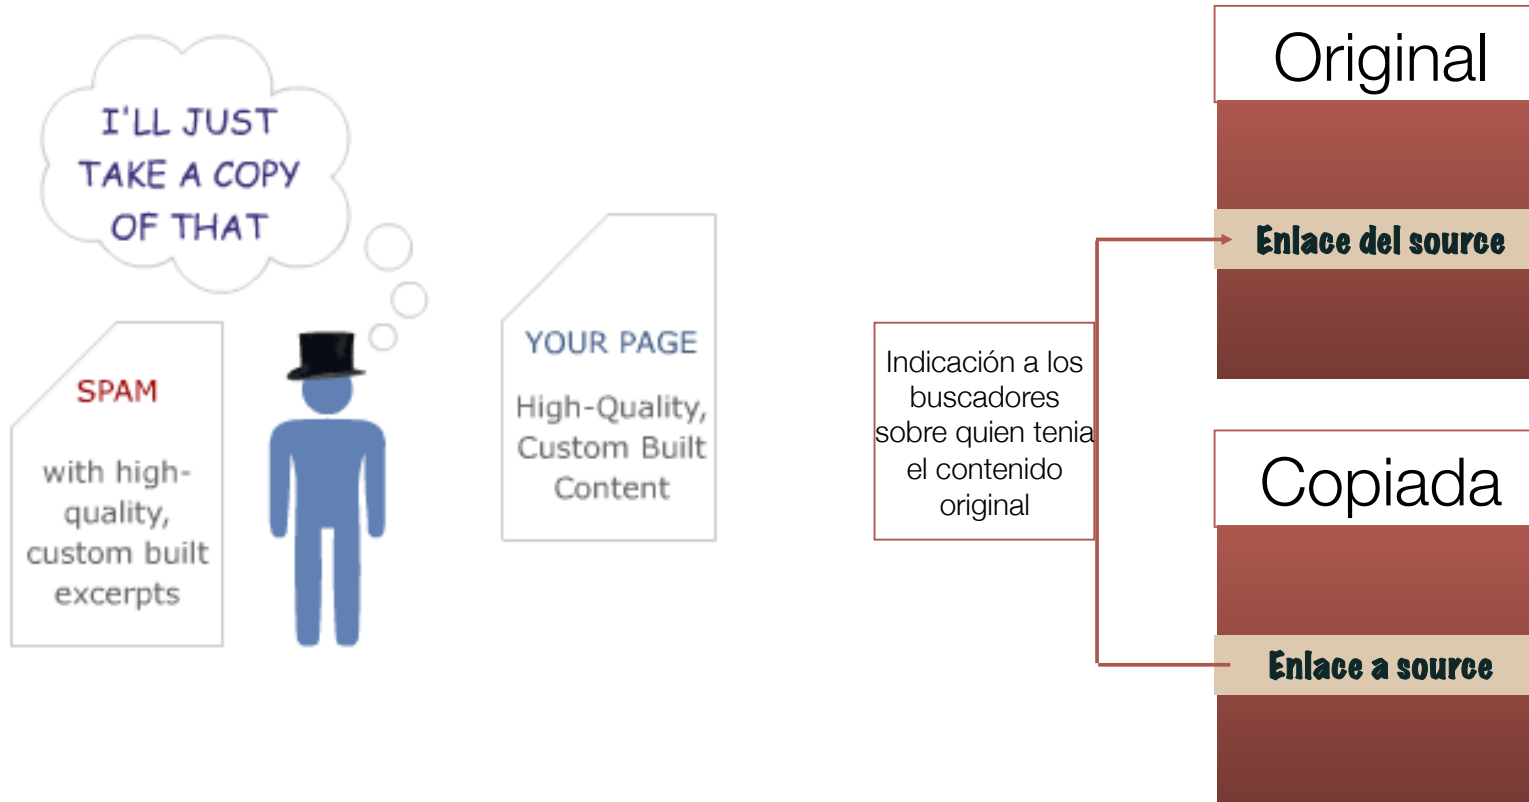 I'LL JUST
TAKE A COPY
OF THAT
SPAM
with high-
quality,
custom built
excerpts
YOUR PAGE
High-Quality,
Custom Built
Content
Indicación a los
buscadores
sobre quien tenia
el contenido
original
Original
Enlace del source
Copiada
Enlace a source